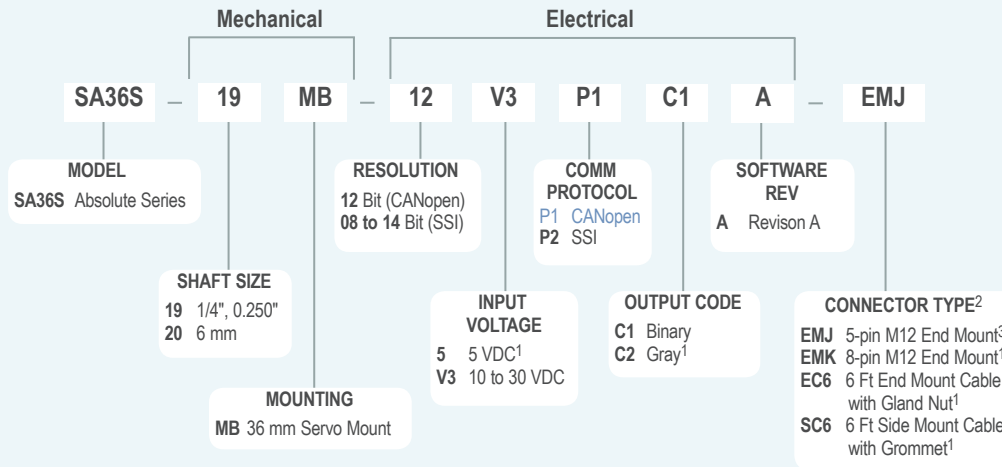 Mechanical
Electrical
SA36S – 19 MB – 12 V3 P1 C1 A – EMJ
MODEL
SA36S Absolute Series
RESOLUTION
12 Bit (CANopen)
08 to 14 Bit (SSI)
COMM
PROTOCOL
P1 CANopen
P2 SSI
SOFTWARE
REV
A Revison A
SHAFT SIZE
19 1/4", 0.250"
20 6 mm
INPUT
VOLTAGE
5 5 VDC1
V3 10 to 30 VDC
OUTPUT CODE
C1 Binary
C2 Gray1
CONNECTOR TYPE2
EMJ 5-pin M12 End Mount3
EMK 8-pin M12 End Mount1
EC6 6 Ft End Mount Cable
with Gland Nut1
SC6 6 Ft Side Mount Cable
with Grommet1
MOUNTING
MB 36 mm Servo Mount